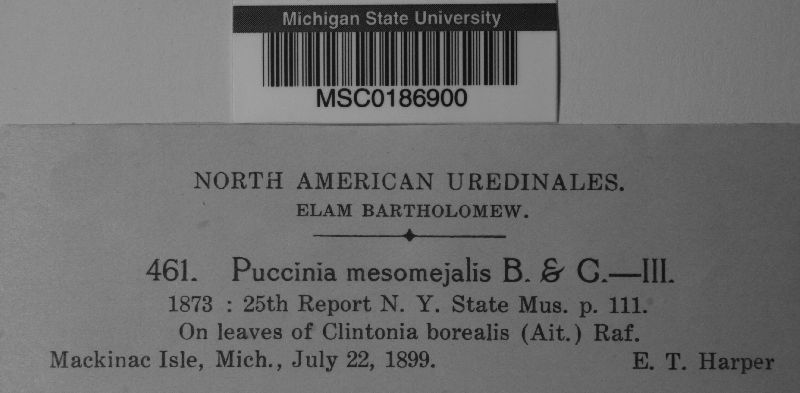 Michigan State University
MSC0186900
NORTH AMERICAN UREDINALES.
ELAM BARTHOLOMEW.
461. Puccinia mesomejalis B. & C.—III.
1873 : 25th Report N. Y. State Mus. p. 111.
On leaves of Clintonia borealis (Ait.) Raf.
Mackinac Isle, Mich., July 22, 1899. E. T. Harper